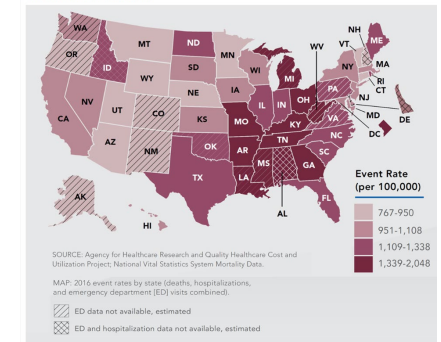 WA
OR
CA
NV
ID
MT
WY
UT
AZ
CO
NM
ND
SD
NE
KS
OK
TX
MN
IA
MO
AR
LA
WI
IL
IN
MI
OH
KY
TN
MS
AL
GA
FL
SC
NC
VA
WV
PA
NY
VT
NH
ME
MA
RI
CT
NJ
MD
DE
DC
AK
HI
Event Rate
(per 100,000)
767-950
951-1,108
1,109-1,338
1,339-2,048
SOURCE: Agency for Healthcare Research and Quality Healthcare Cost and
Utilization Project; National Vital Statistics System Mortality Data.
MAP: 2016 event rates by state (deaths, hospitalizations,
and emergency department [ED] visits combined).
ED data not available, estimated
ED and hospitalization data not available, estimated